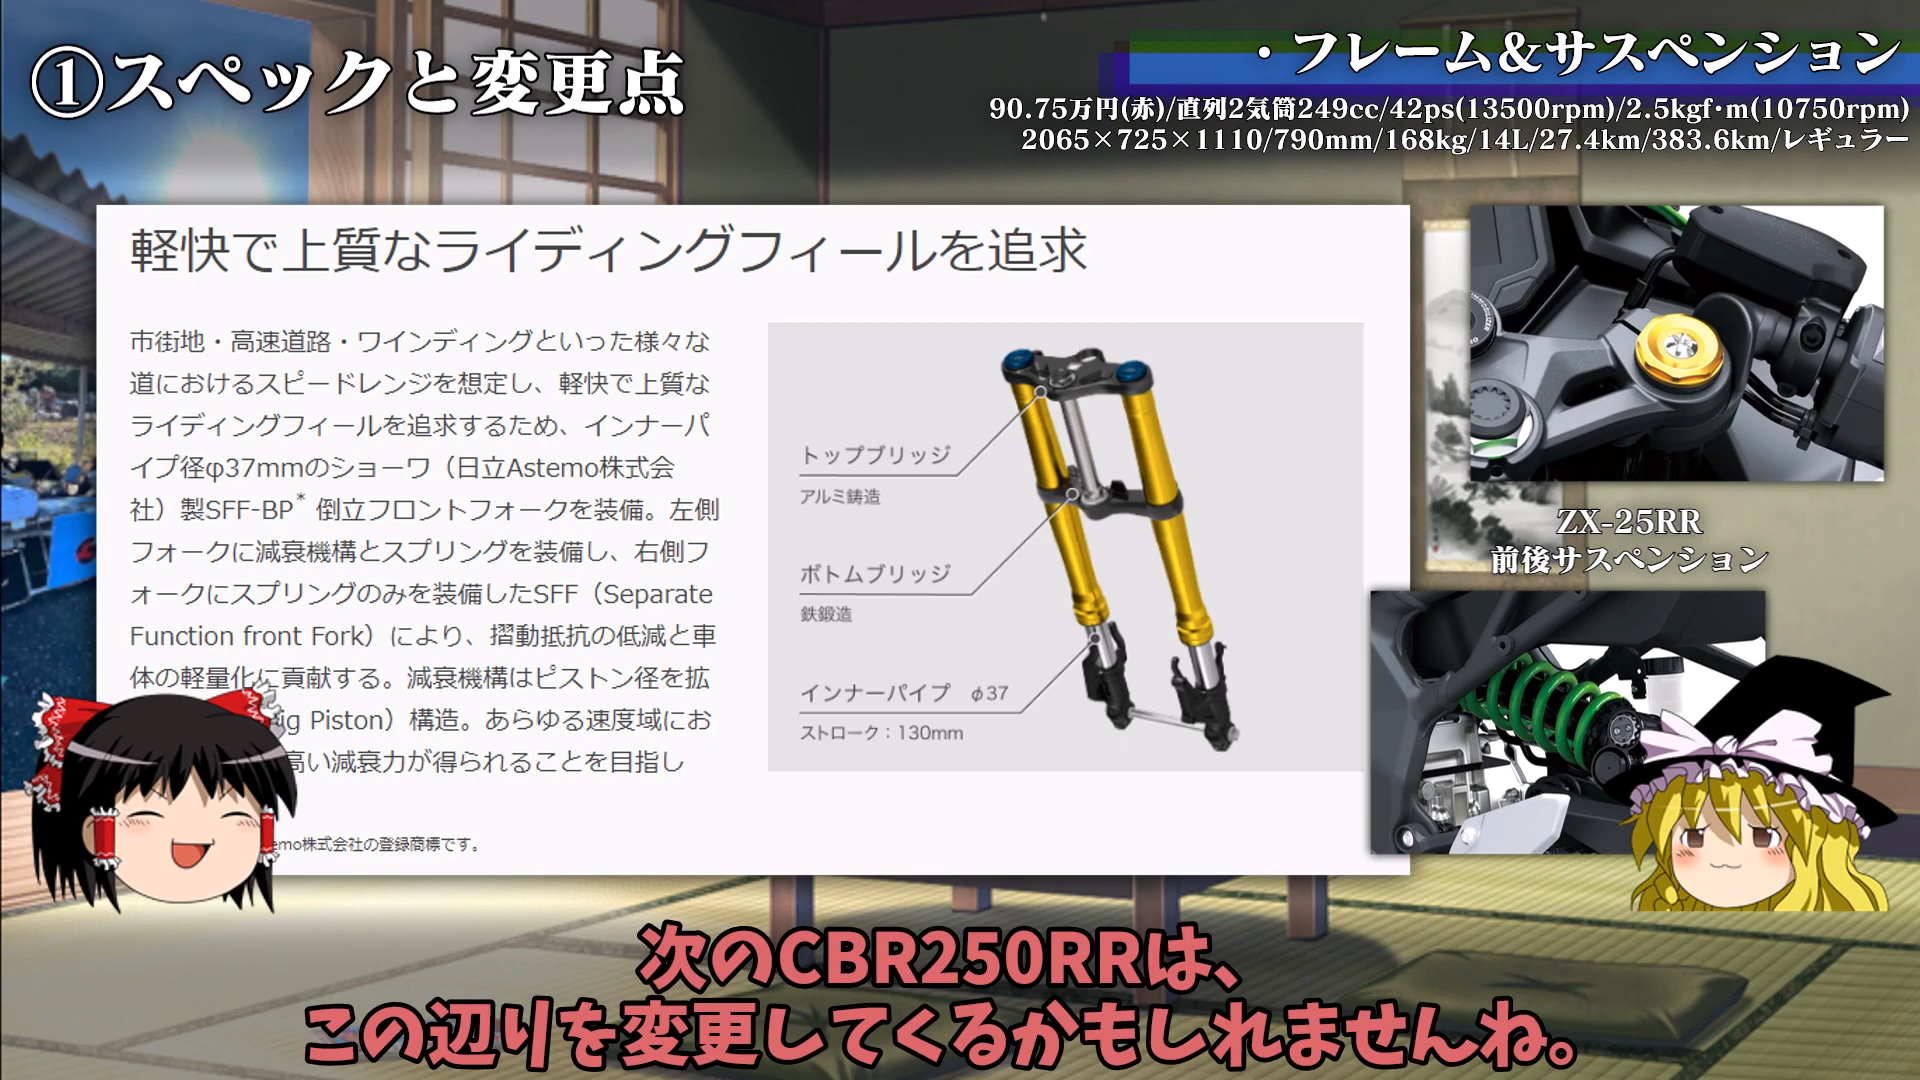 ①スペックと変更点
・フレーム&サスペンション
90.75万円(赤)/直列2気筒249cc/42ps(13500rpm)/2.5kgf·m(10750rpm)
2065×725×1110/790mm/168kg/14L/27.4km/383.6km/レギュラー
軽快で上質なライディングフィールを追求
市街地・高速道路・ワインディングといった様々な
道におけるスピードレンジを想定し、軽快で上質な
ライディングフィールを追求するため、インナーパ
イプ径φ37mmのショーワ（日立Astemo株式会
社）製SFF-BP* 倒立フロントフォークを装備。左側
フォークに減衰機構とスプリングを装備し、右側フ
ォークにスプリングのみを装備したSFF（Separate
Function front Fork）により、摺動抵抗の低減と車
体の軽量化に貢献する。減衰機構はピストン径を拡
ig Piston）構造。あらゆる速度域にお
高い減衰力が得られることを目指し
emo株式会社の登録商標です。
トップブリッジ
アルミ鋳造
ボトムブリッジ
鉄鍛造
インナーパイプ φ37
ストローク：130mm
ZX-25RR
前後サスペンション
次のCBR250RRは、
この辺りを変更してくるかもしれませんね。